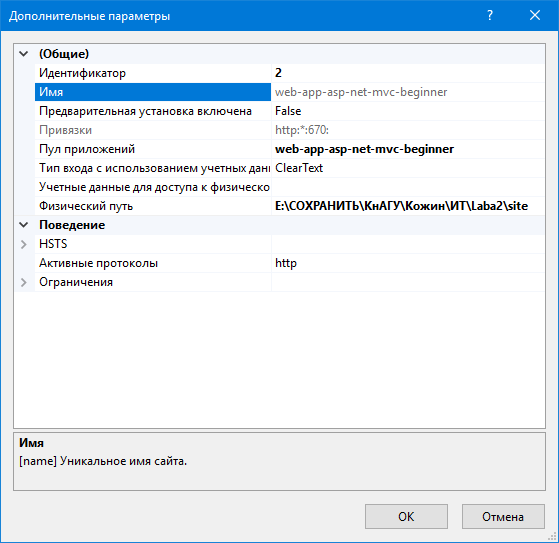 Дополнительные параметры
(Общие)
Идентификатор 2
Имя web-app-asp-net-mvc-beginner
Предварительная установка включена False
Привязки http:*:670:
Пул приложений web-app-asp-net-mvc-beginner
Тип входа с использованием учетных данн ClearText
Учетные данные для доступа к физическо
Физический путь E:\СОХРАНИТЬ\КнАГУ\Кожин\ИТ\Laba2\site
Поведение
HSTS
Активные протоколы http
Ограничения
Имя
[name] Уникальное имя сайта.
OK Отмена